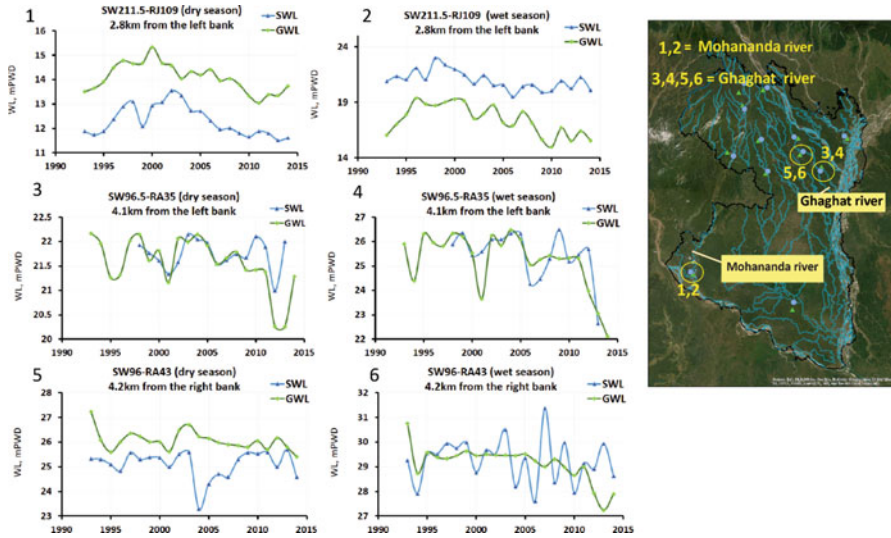 1
SW211.5-RJ109 (dry season)
2.8km from the left bank
SWL
GWL
WL, mPWD
16
15
14
13
12
11
1990 1995 2000 2005 2010 2015
2
SW211.5-RJ109 (wet season)
2.8km from the left bank
SWL
GWL
WL, mPWD
24
19
14
1990 1995 2000 2005 2010 2015
3
SW96.5-RA35 (dry season)
4.1km from the left bank
SWL
GWL
WL, mPWD
22.5
22
21.5
21
20.5
20
1990 1995 2000 2005 2010 2015
4
SW96.5-RA35 (wet season)
4.1km from the left bank
SWL
GWL
WL, mPWD
28
26
24
22
1990 1995 2000 2005 2010 2015
5
SW96-RA43 (dry season)
4.2km from the right bank
SWL
GWL
WL, mPWD
28
27
26
25
24
23
1990 1995 2000 2005 2010 2015
6
SW96-RA43 (wet season)
4.2km from the right bank
SWL
GWL
WL, mPWD
32
31
30
29
28
27
26
1990 1995 2000 2005 2010 2015
1,2 = Mohananda river
3,4,5,6 = Ghaghat river
3,4
5,6
Ghaghat river
Mohananda river
1,2